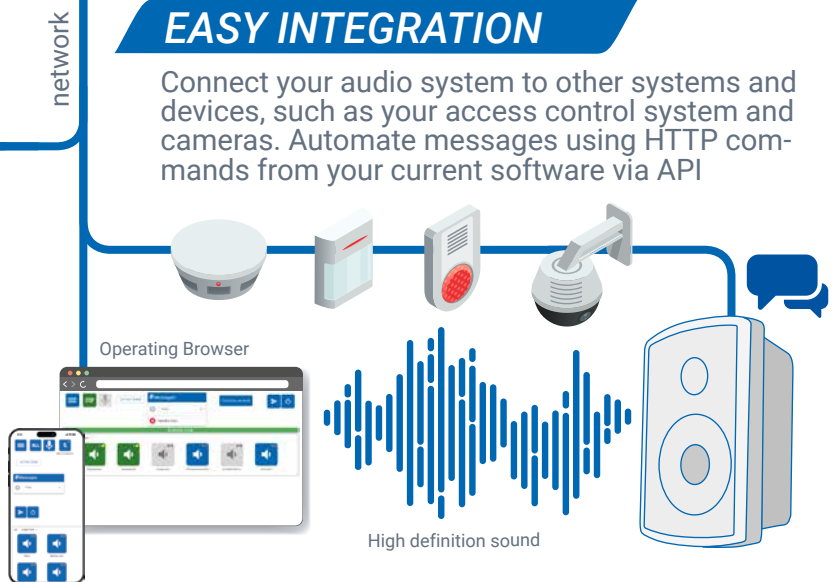 network
EASY INTEGRATION
Connect your audio system to other systems and
devices, such as your access control system and
cameras. Automate messages using HTTP com-
mands from your current software via API
Operating Browser
High definition sound